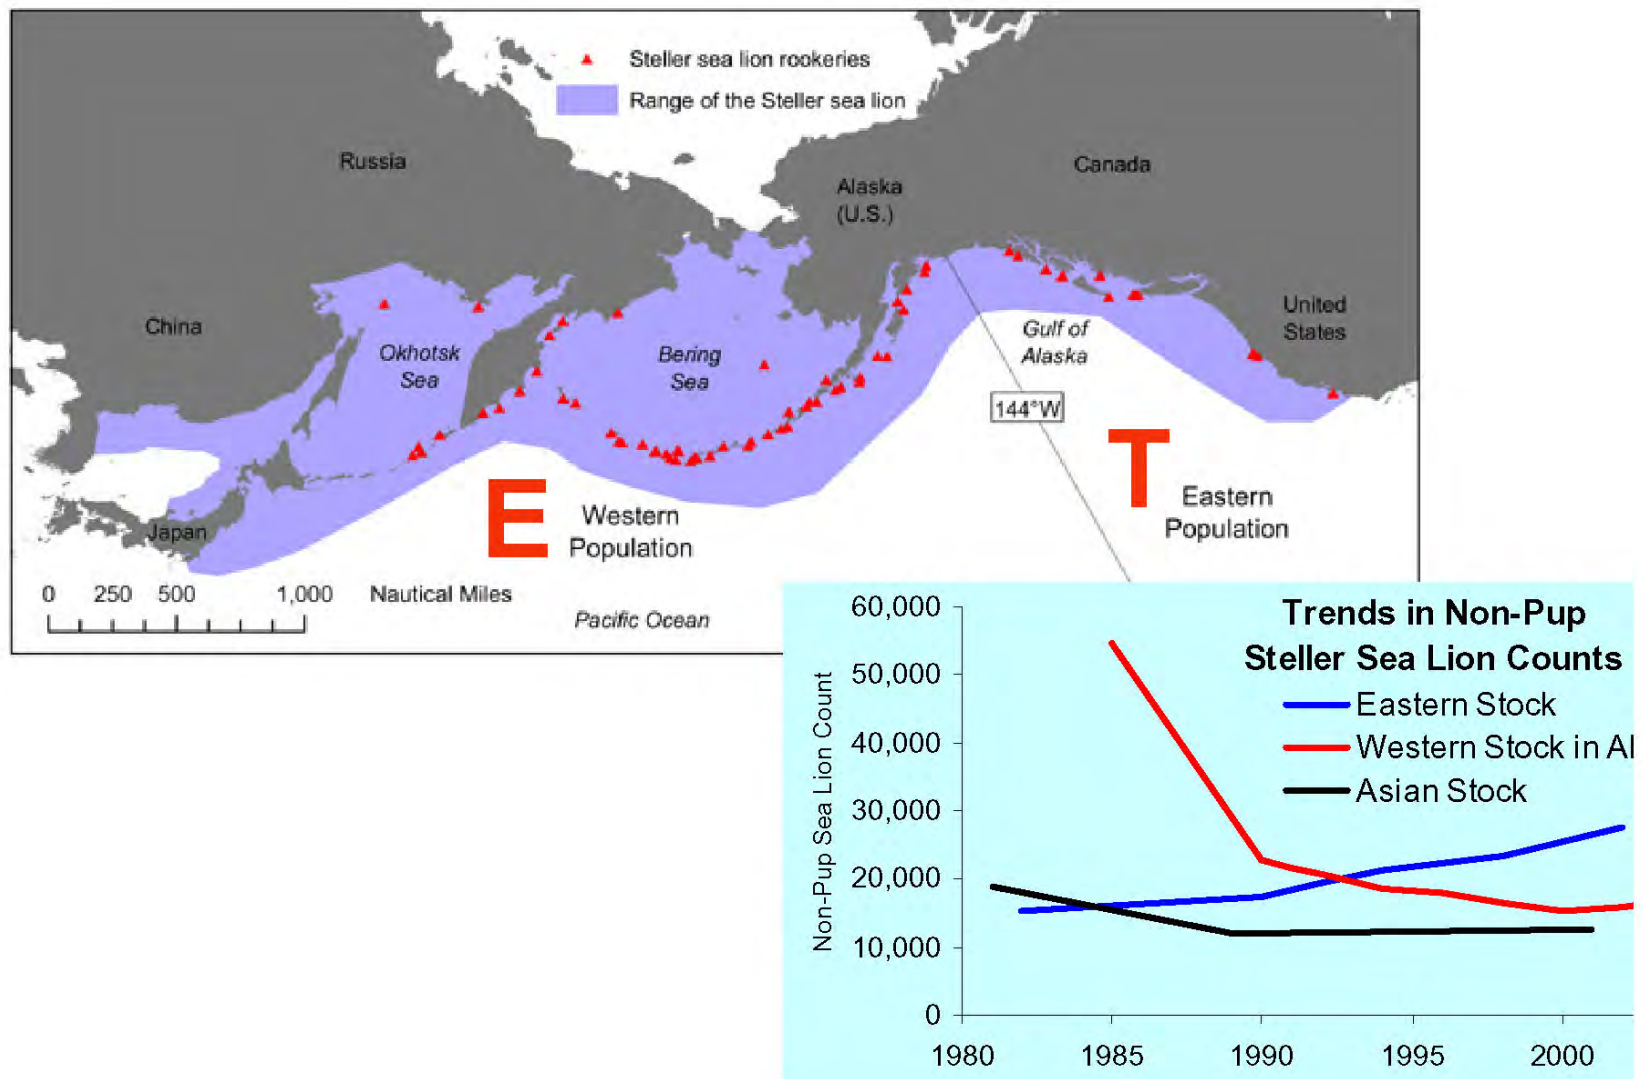 Steller sea lion rookeries
Range of the Steller sea lion
Russia
Canada
Alaska
(U.S.)
China
United
States
Okhotsk
Sea
Bering
Sea
Gulf of
Alaska
144°W
T
Eastern
Population
E
Western
Population
Japan
0 250 500 1,000 Nautical Miles
Pacific Ocean
Trends in Non-Pup
Steller Sea Lion Counts
Eastern Stock
Western Stock in Al
Asian Stock
Non-Pup Sea Lion Count
60,000
50,000
40,000
30,000
20,000
10,000
0
1980 1985 1990 1995 2000